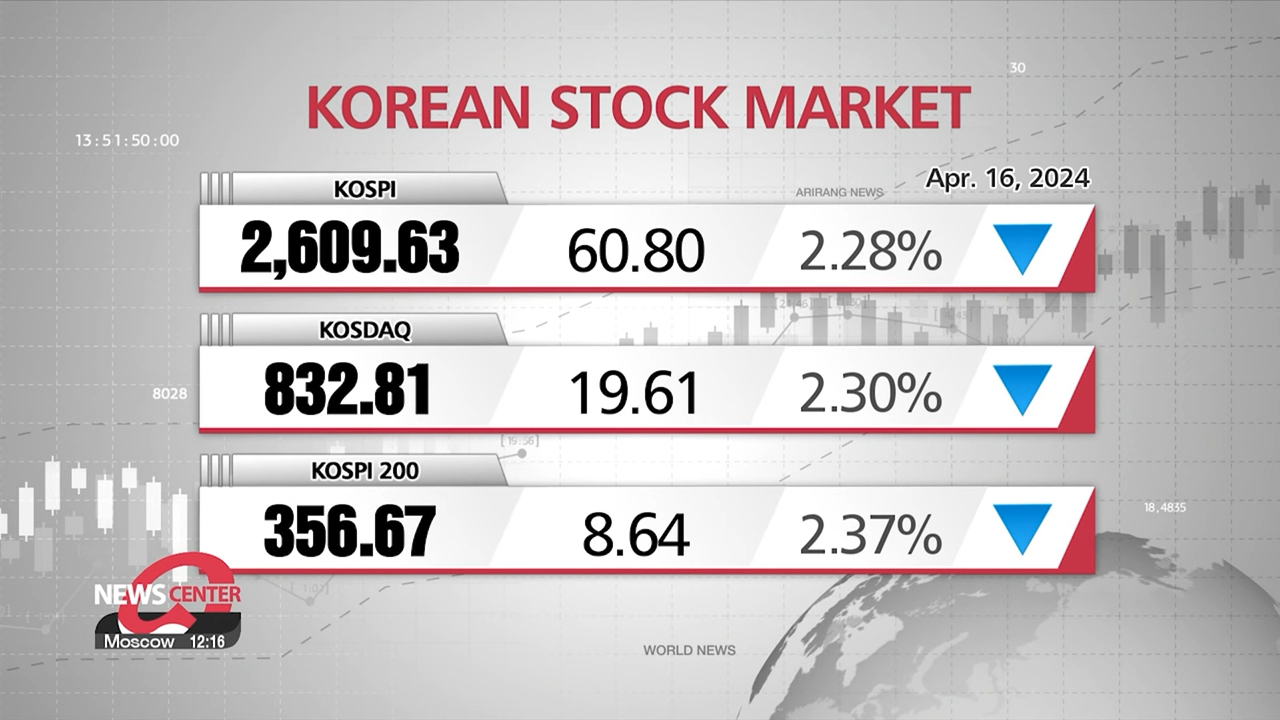 30
KOREAN STOCK MARKET
13:51:50:00
Apr. 16, 2024
KOSPI
ARIRANG NEWS
2,609.63 60.80 2.28%
KOSDAQ
832.81 19.61 2.30%
8028
[19:56]
KOSPI 200
356.67 8.64 2.37%
18,4835
NEWS CENTER
Moscow 12:16
WORLD NEWS